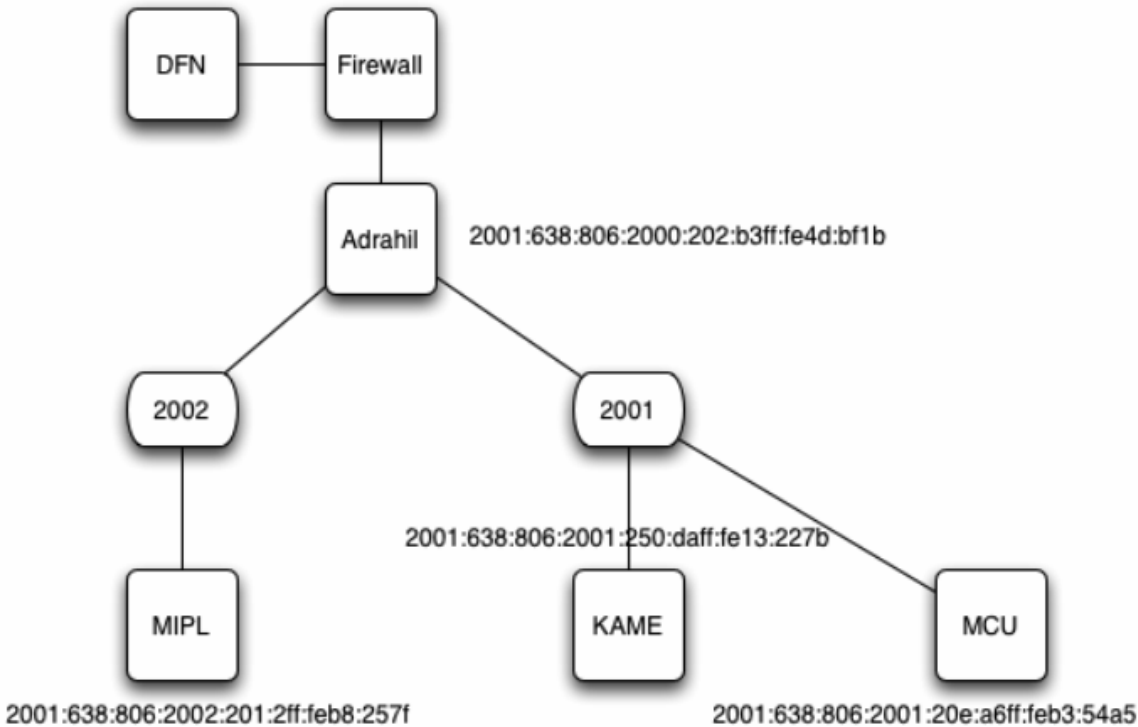 DFN
Firewall
Adrahil
2001:638:806:2000:202:b3ff:fe4d:bf1b
2002
2001
2001:638:806:2001:250:daff:fe13:227b
MIPL
KAME
MCU
2001:638:806:2002:201:2ff:feb8:257f
2001:638:806:2001:20e:a6ff:feb3:54a5